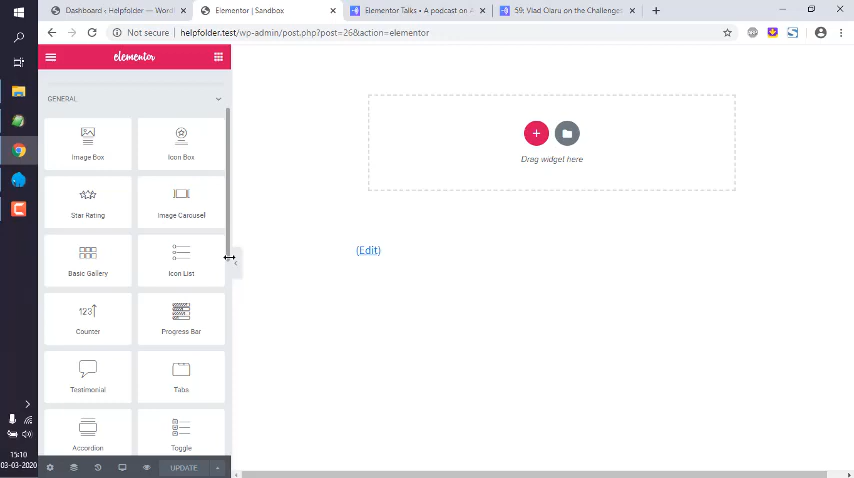 Dashboard ‹ Helpfolder — Word
Elementor | Sandbox
Elementor Talks • A podcast on A
59: Vlad Olaru on the Challenges
Not secure
helpfolder.test/wp-admin/post.php?post=26&action=elementor
elementor
GENERAL
Image Box
Icon Box
Star Rating
Image Carousel
Basic Gallery
Icon List
Counter
Progress Bar
Testimonial
Tabs
Accordion
Toggle
UPDATE
Drag widget here
(Edit)
15:10
03-03-2020
ABP
123